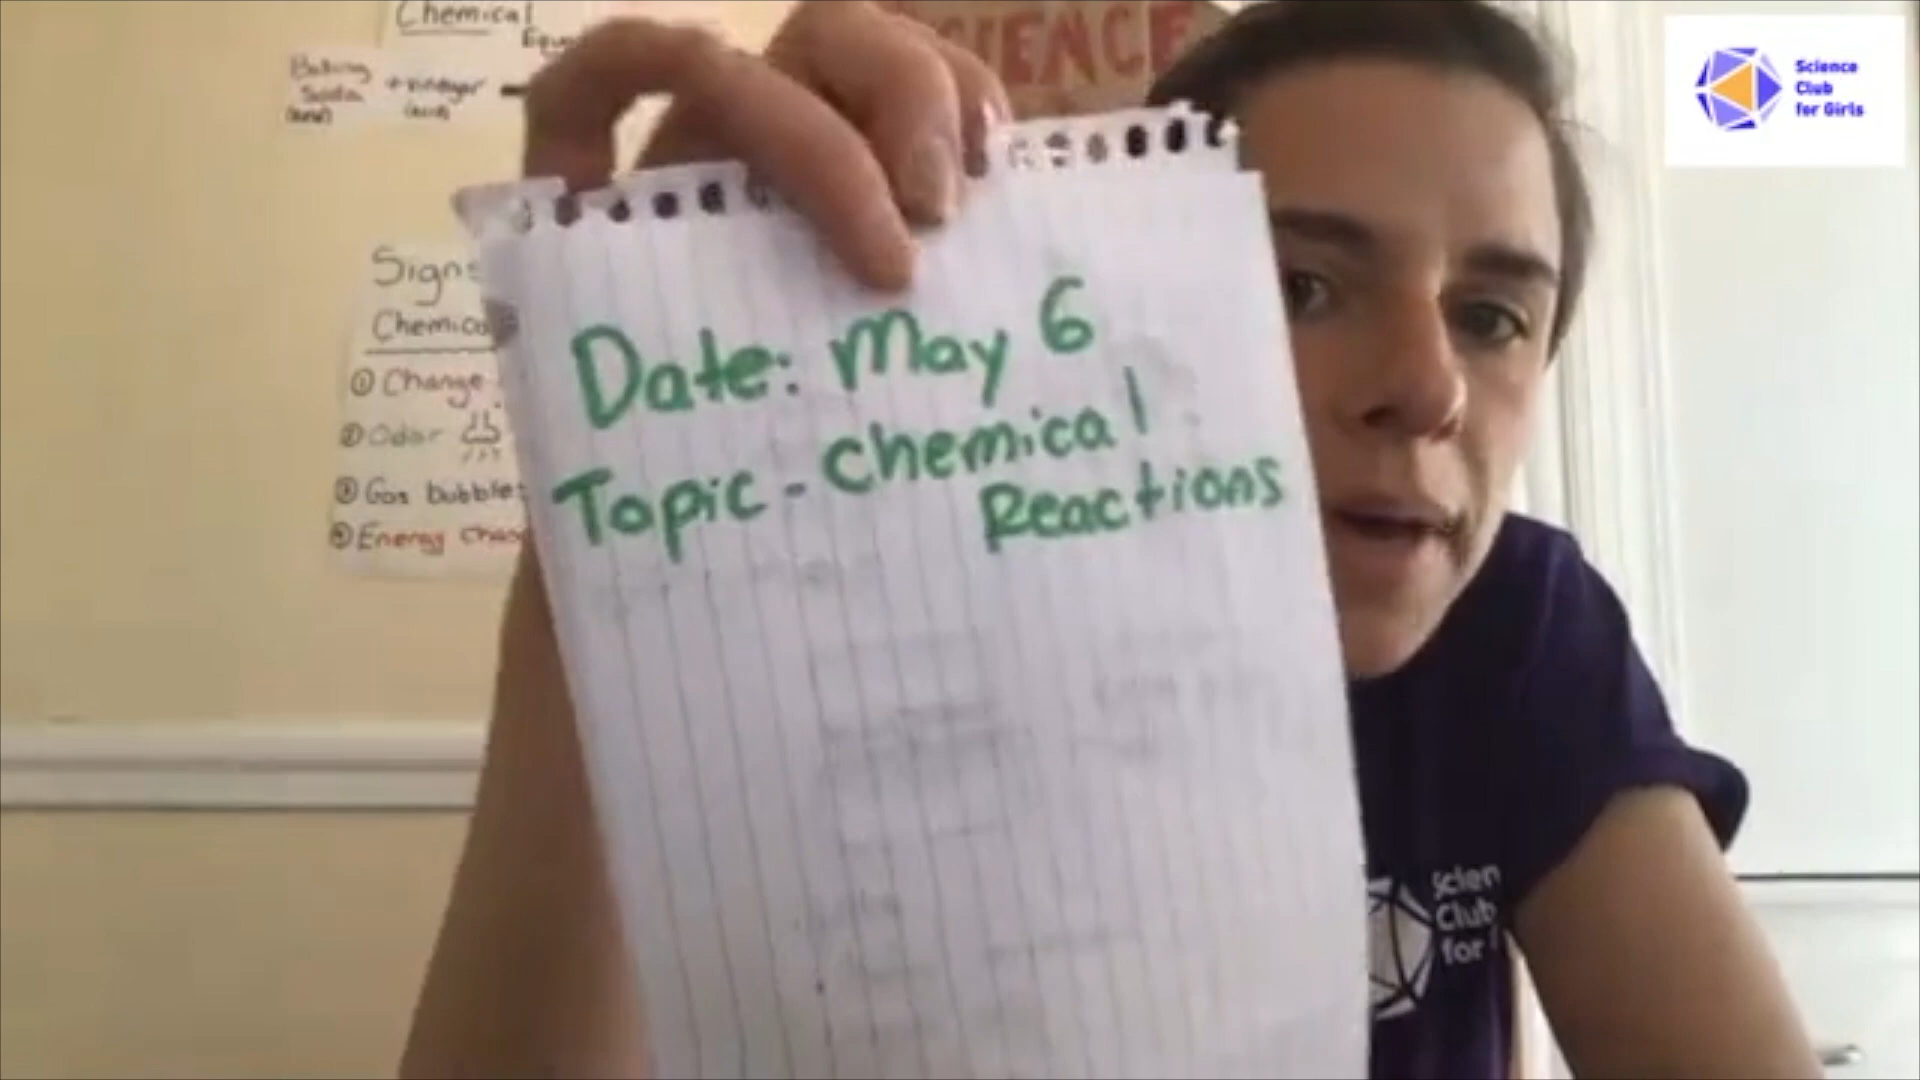 Chemical
Baking
Soda
+ vinegar
SCIENCE
Science
Club
for Girls
Signs
① Change
② Odor
③ Gas bubbles
④ Energy
Date: May 6
Topic - Chemical
Reactions
Club
for